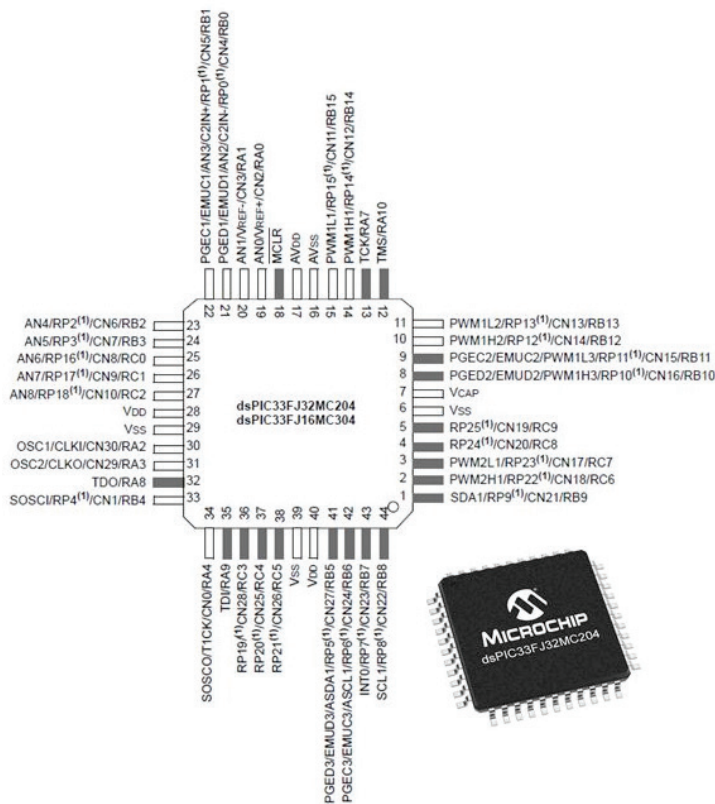 PGEC1/EMUC1/AN3/C2IN+/RP1(1)/CN5/RB1
PGED1/EMUD1/AN2/C2IN-/RP0(1)/CN4/RB0
AN1/VREF-/CN3/RA1
AN0/VREF+/CN2/RA0
MCLR
AVDD
AVSS
PWM1L1/RP15(1)/CN11/RB15
PWM1H1/RP14(1)/CN12/RB14
TCK/RA7
TMS/RA10
22 21 20 19 18 17 16 15 14 13 12
AN4/RP2(1)/CN6/RB2 23
AN5/RP3(1)/CN7/RB3 24
AN6/RP16(1)/CN8/RC0 25
AN7/RP17(1)/CN9/RC1 26
AN8/RP18(1)/CN10/RC2 27
VDD 28
VSS 29
OSC1/CLKI/CN30/RA2 30
OSC2/CLKO/CN29/RA3 31
TDO/RA8 32
SOSCI/RP4(1)/CN1/RB4 33
dsPIC33FJ32MC204
dsPIC33FJ16MC304
11 PWM1L2/RP13(1)/CN13/RB13
10 PWM1H2/RP12(1)/CN14/RB12
9 PGEC2/EMUC2/PWM1L3/RP11(1)/CN15/RB11
8 PGED2/EMUD2/PWM1H3/RP10(1)/CN16/RB10
7 VCAP
6 VSS
5 RP25(1)/CN19/RC9
4 RP24(1)/CN20/RC8
3 PWM2L1/RP23(1)/CN17/RC7
2 PWM2H1/RP22(1)/CN18/RC6
1 SDA1/RP9(1)/CN21/RB9
34 35 36 37 38 39 40 41 42 43 44
SOSCO/T1CK/CN0/RA4
TDI/RA9
RP19/(1)CN28/RC3
RP20(1)/CN25/RC4
RP21(1)/CN26/RC5
VSS
VDD
PGED3/EMUD3/ASDA1/RP5(1)/CN27/RB5
PGEC3/EMUC3/ASCL1/RP6(1)/CN24/RB6
INT0/RP7(1)/CN23/RB7
SCL1/RP8(1)/CN22/RB8
MICROCHIP
dsPIC33FJ32MC204